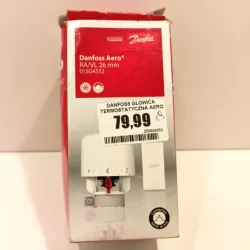 Danfoss
Danfoss Aero®
RA/VL 26 mm
015G4552
DANFOSS GŁOWICA
TERMOSTATYCZNA AERO
79,99